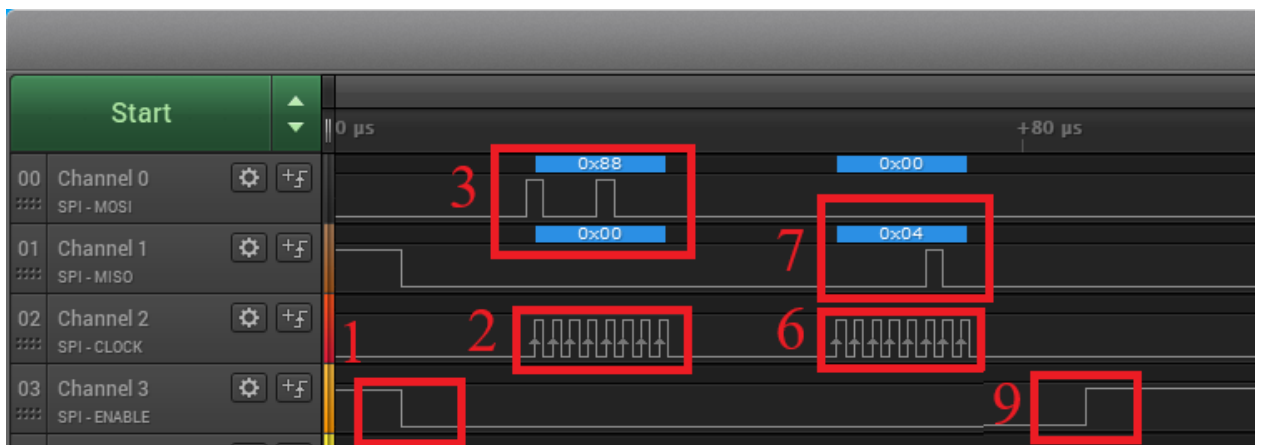 Start
0 µs
+80 µs
00 Channel 0
SPI - MOSI
3
0x88
0x00
01 Channel 1
SPI - MISO
0x00
7
0x04
02 Channel 2
SPI - CLOCK
1
2
6
03 Channel 3
SPI - ENABLE
9